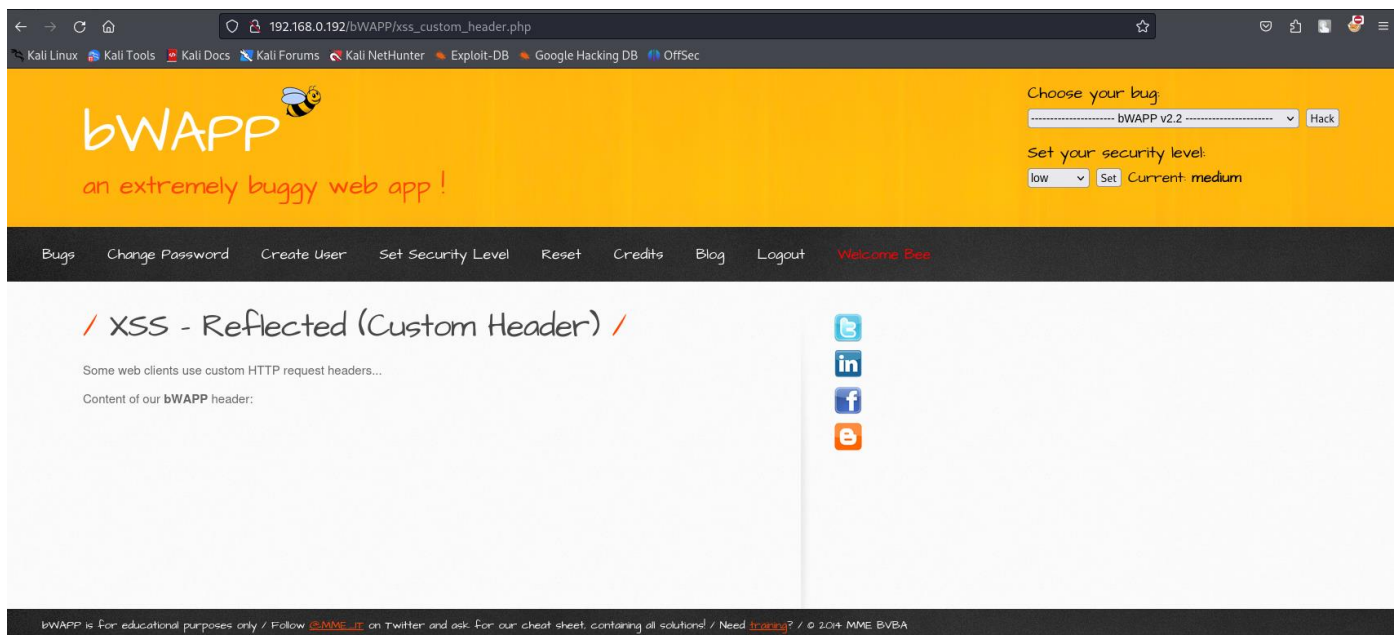 192.168.0.192/bWAPP/xss_custom_header.php
Kali Linux Kali Tools Kali Docs Kali Forums Kali NetHunter Exploit-DB Google Hacking DB OffSec
bWAPP
an extremely buggy web app !
Choose your bug:
---------------------- bWAPP v2.2 ----------------------- Hack
Set your security level:
low Set Current: medium
Bugs Change Password Create User Set Security Level Reset Credits Blog Logout Welcome Bee
/ XSS - Reflected (Custom Header) /
Some web clients use custom HTTP request headers...
Content of our bWAPP header:
bWAPP is for educational purposes only / Follow @MME_IT on Twitter and ask for our cheat sheet, containing all solutions! / Need training? / © 2014 MME BVBA